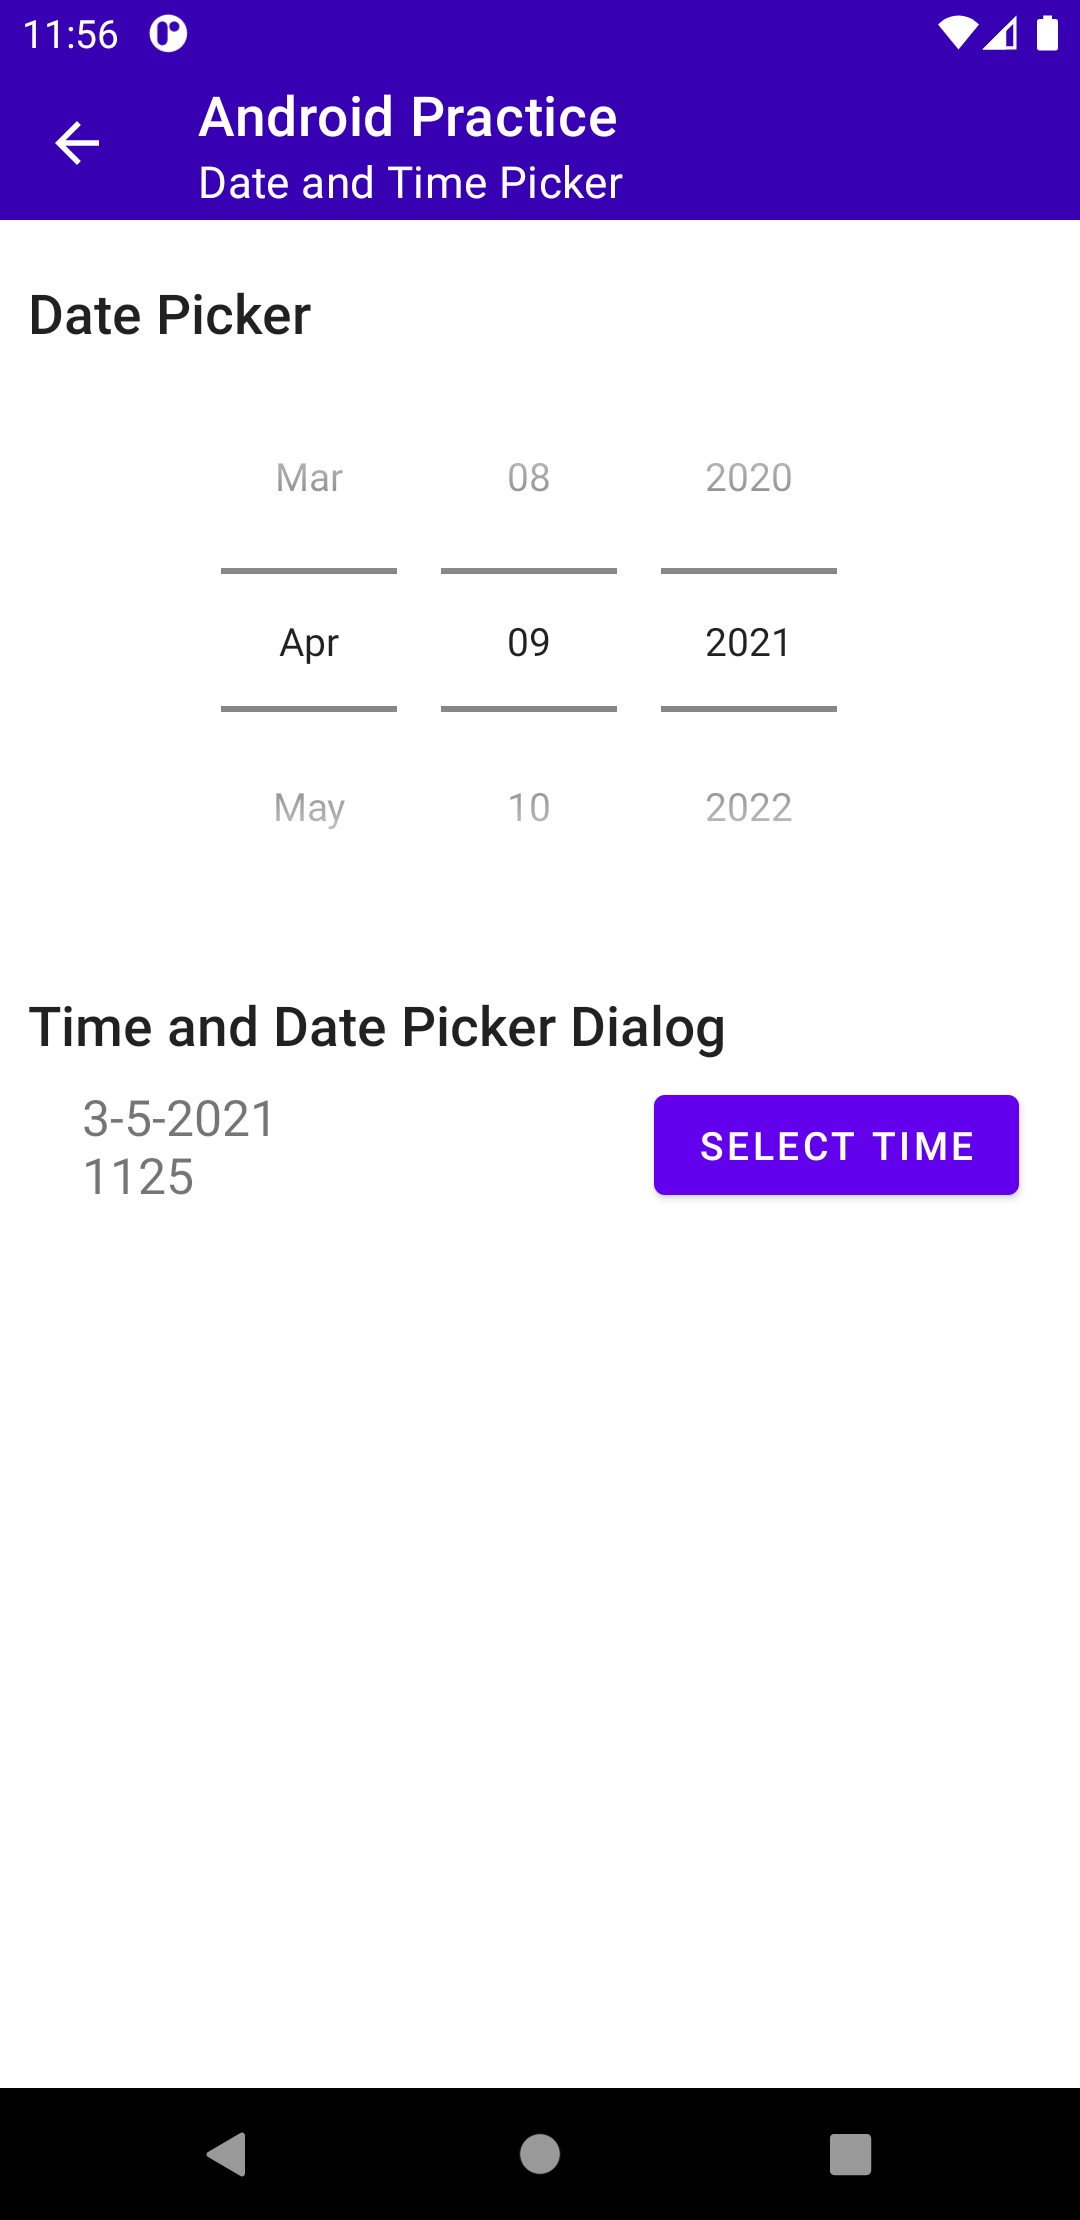 11:56
Android Practice
Date and Time Picker
Date Picker
Mar 08 2020
Apr 09 2021
May 10 2022
Time and Date Picker Dialog
3-5-2021
1125
SELECT TIME